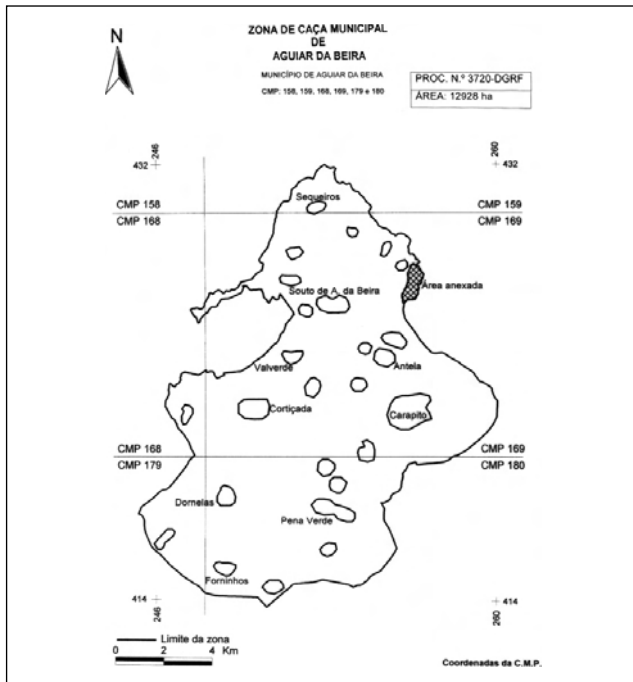 N
ZONA DE CAÇA MUNICIPAL
DE
AGUIAR DA BEIRA
MUNICÍPIO DE AGUIAR DA BEIRA
CMP: 158, 159, 168, 169, 179 e 180
PROC. N.º 3720-DGRF
ÁREA: 12928 ha
246
260
432
432
Sequeiros
CMP 158
CMP 159
CMP 168
CMP 169
Área anexada
Souto de A. da Beira
Valverde
Antela
Cortiçada
Carapito
CMP 168
CMP 169
CMP 179
CMP 180
Dornelas
Pena Verde
Forninhos
414
414
246
260
Limite da zona
0 2 4 Km
Coordenadas da C.M.P.